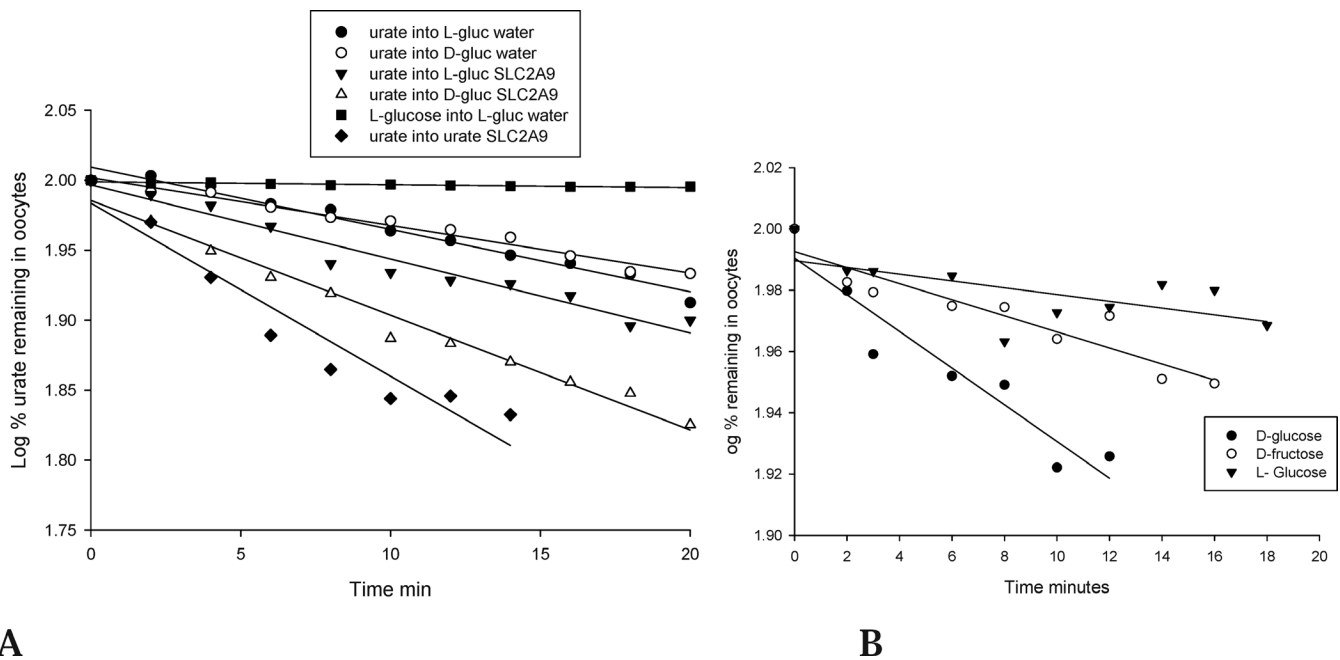 urate into L-gluc water
urate into D-gluc water
urate into L-gluc SLC2A9
urate into D-gluc SLC2A9
L-glucose into L-gluc water
urate into urate SLC2A9
Log % urate remaining in oocytes
2.05
2.00
1.95
1.90
1.85
1.80
1.75
0 5 10 15 20
Time min
A
og % remaining in oocytes
2.02
2.00
1.98
1.96
1.94
1.92
1.90
D-glucose
D-fructose
L- Glucose
0 2 4 6 8 10 12 14 16 18 20
Time minutes
B